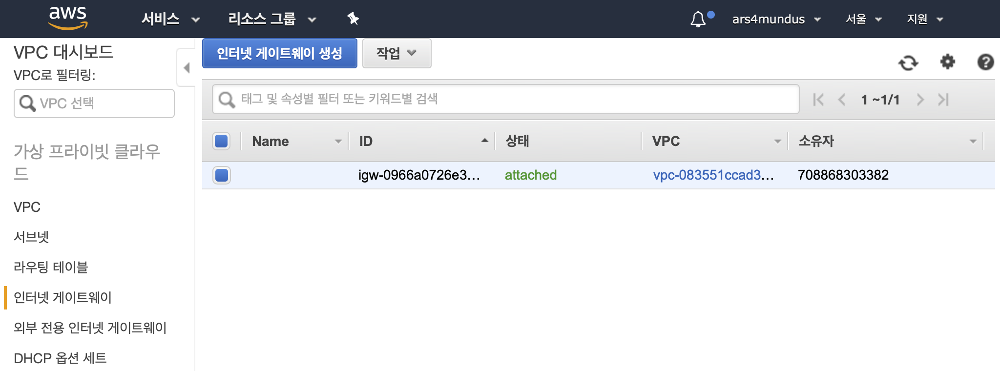 aws 서비스 리소스 그룹 ars4mundus 서울 지원
VPC 대시보드
VPC로 필터링:
VPC 선택
가상 프라이빗 클라우
드
VPC
서브넷
라우팅 테이블
인터넷 게이트웨이
외부 전용 인터넷 게이트웨이
DHCP 옵션 세트
인터넷 게이트웨이 생성 작업
태그 및 속성별 필터 또는 키워드별 검색 1 ~1/1
Name ID 상태 VPC 소유자
igw-0966a0726e3... attached vpc-083551ccad3... 708868303382